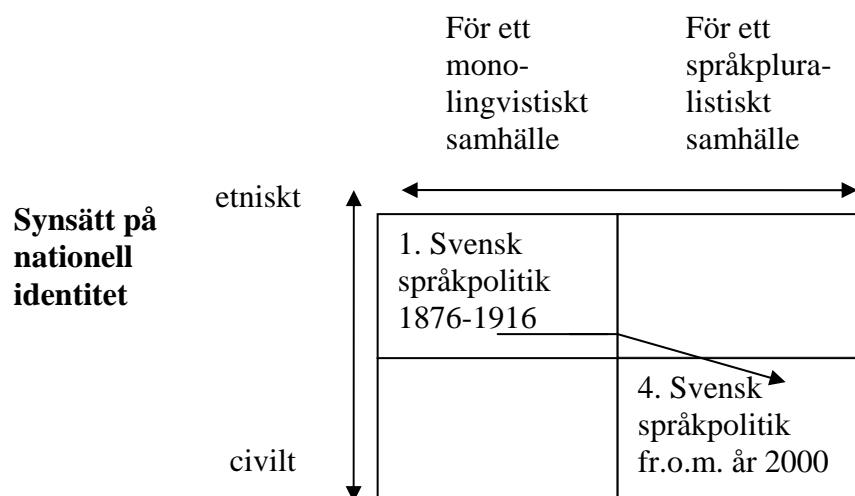 För ett
mono-
lingvistiskt
samhälle
För ett
språkplura-
listiskt
samhälle
etniskt
Synsätt på
nationell
identitet
1. Svensk
språkpolitik
1876-1916
4. Svensk
språkpolitik
fr.o.m. år 2000
civilt